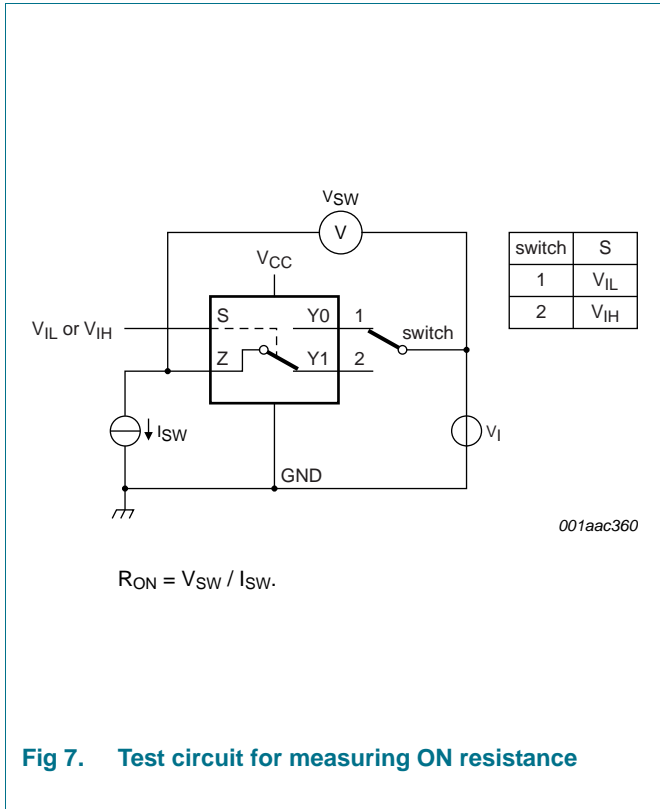 VSW
V
VCC
switch S
1 VIL
2 VIH
VIL or VIH
S
Y0
1
switch
Z
Y1
2
ISW
VI
GND
001aac360
RON = VSW / ISW.
Fig 7. Test circuit for measuring ON resistance